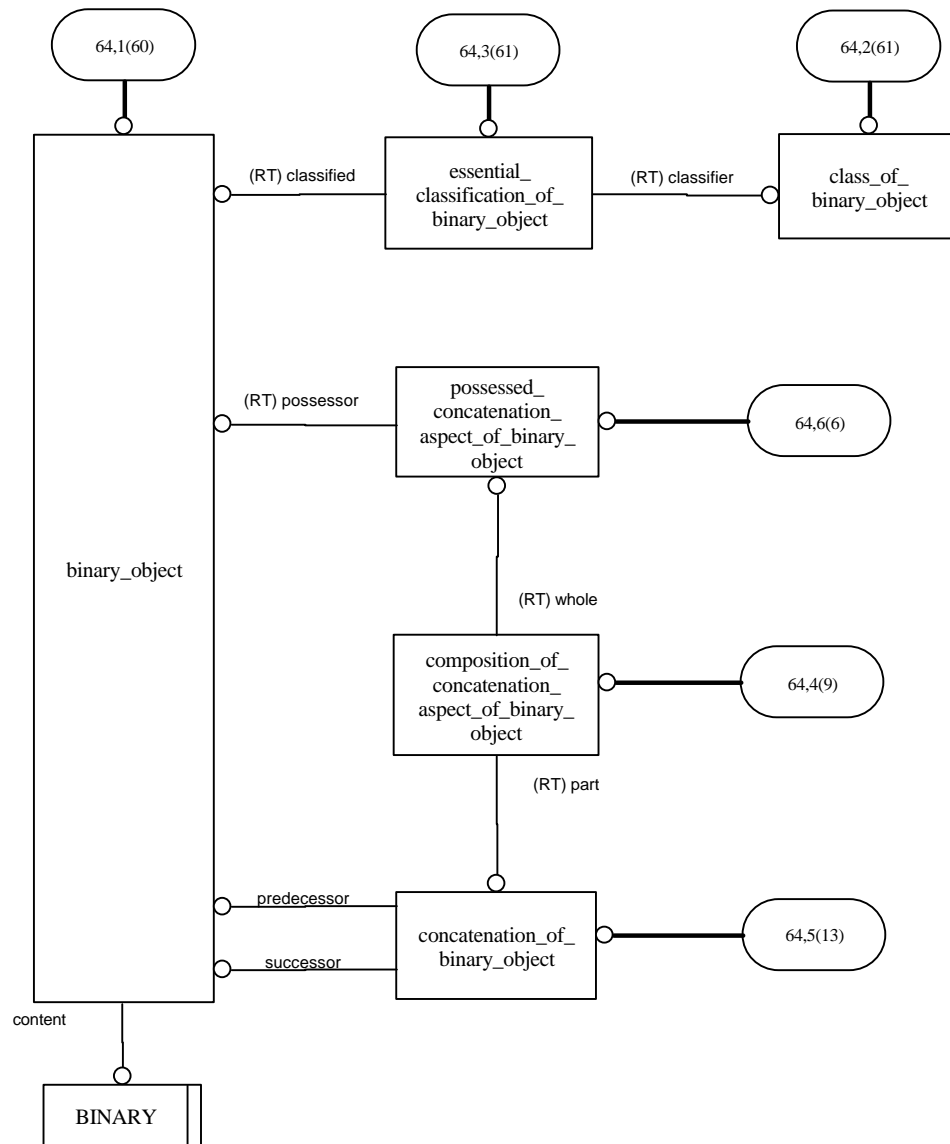 64,1(60)
64,3(61)
64,2(61)
(RT) classified
essential_
classification_of_
binary_object
(RT) classifier
class_of_
binary_object
(RT) possessor
possessed_
concatenation_
aspect_of_binary_
object
64,6(6)
binary_object
(RT) whole
composition_of_
concatenation_
aspect_of_binary_
object
64,4(9)
(RT) part
predecessor
successor
concatenation_of_
binary_object
64,5(13)
content
BINARY